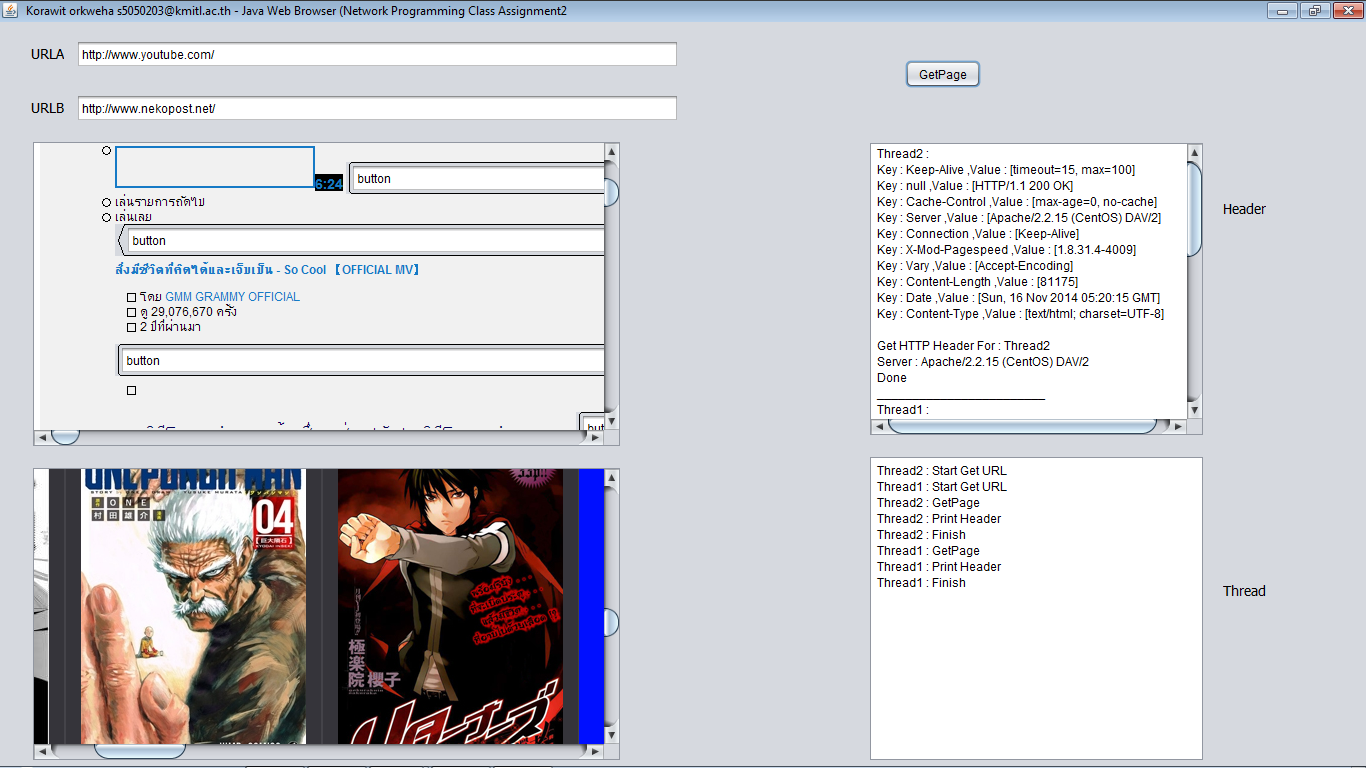 Korawit orkweha s5050203@kmitl.ac.th - Java Web Browser (Network Programming Class Assignment2
URLA http://www.youtube.com/
GetPage
URLB http://www.nekopost.net/
6:24
button
เล่นรายการถัดไป
เล่นเลย
button
สิ่งมีชีวิตที่คิดได้และเจ็บเป็น - So Cool 【OFFICIAL MV】
โดย GMM GRAMMY OFFICIAL
ดู 29,076,670 ครั้ง
2 ปีที่ผ่านมา
button
Thread2 :
Key : Keep-Alive ,Value : [timeout=15, max=100]
Key : null ,Value : [HTTP/1.1 200 OK]
Key : Cache-Control ,Value : [max-age=0, no-cache]
Key : Server ,Value : [Apache/2.2.15 (CentOS) DAV/2]
Key : Connection ,Value : [Keep-Alive]
Key : X-Mod-Pagespeed ,Value : [1.8.31.4-4009]
Key : Vary ,Value : [Accept-Encoding]
Key : Content-Length ,Value : [81175]
Key : Date ,Value : [Sun, 16 Nov 2014 05:20:15 GMT]
Key : Content-Type ,Value : [text/html; charset=UTF-8]
Get HTTP Header For : Thread2
Server : Apache/2.2.15 (CentOS) DAV/2
Done
Thread1 :
Header
ONEPUNCH MAN
ONE
村田雄介
04
極楽院櫻子
Thread2 : Start Get URL
Thread1 : Start Get URL
Thread2 : GetPage
Thread2 : Print Header
Thread2 : Finish
Thread1 : GetPage
Thread1 : Print Header
Thread1 : Finish
Thread